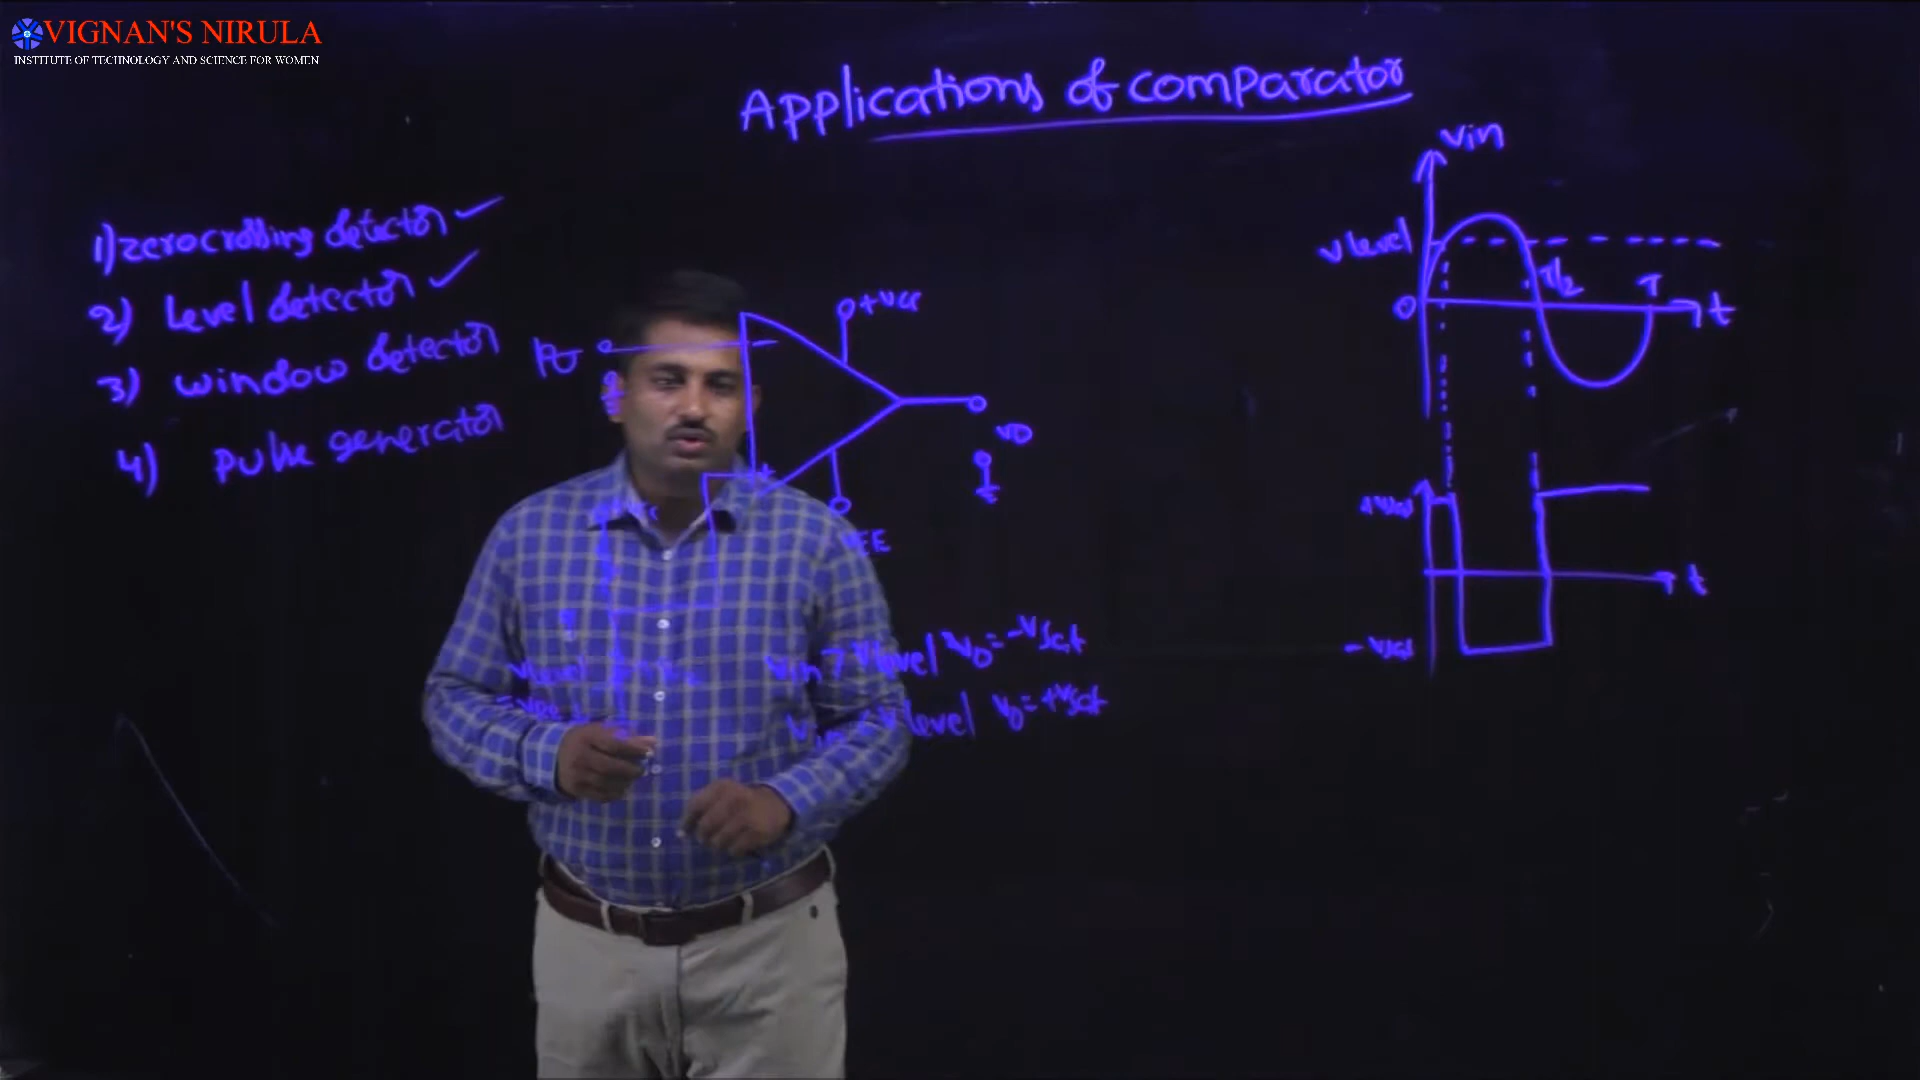 VIGNAN'S NIRULA
INSTITUTE OF TECHNOLOGY AND SCIENCE FOR WOMEN
Applications of comparator
1) zerocrossing detector ✓
2) Level detector ✓
3) window detector
4) pulse generator
+VCC
VO
VEE
Vlevel
Vin > Vlevel VO = -Vsat
Vin < Vlevel VO = +Vsat
Vin
Vlevel
0
T/2
T
t
+Vsat
t
-Vsat